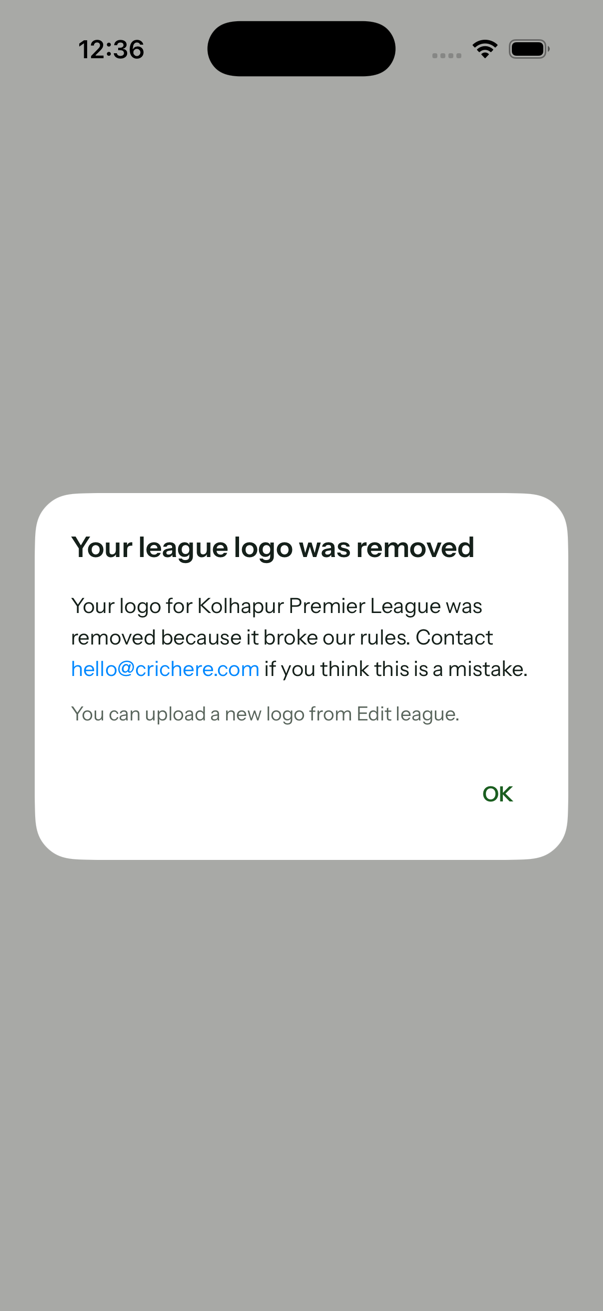 12:36
Your league logo was removed
Your logo for Kolhapur Premier League was
removed because it broke our rules. Contact
hello@crichere.com if you think this is a mistake.
You can upload a new logo from Edit league.
OK